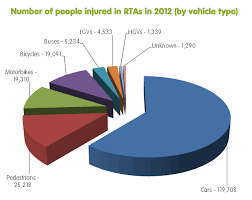 Number of people injured in RTAs in 2012 (by vehicle type)
LGVs - 4,533
HGVs - 1,339
Buses - 5,234
Unknown - 1,290
Bicycles - 19,091
Motorbikes -
19,310
Pedestrians -
25,218
Cars - 119,708